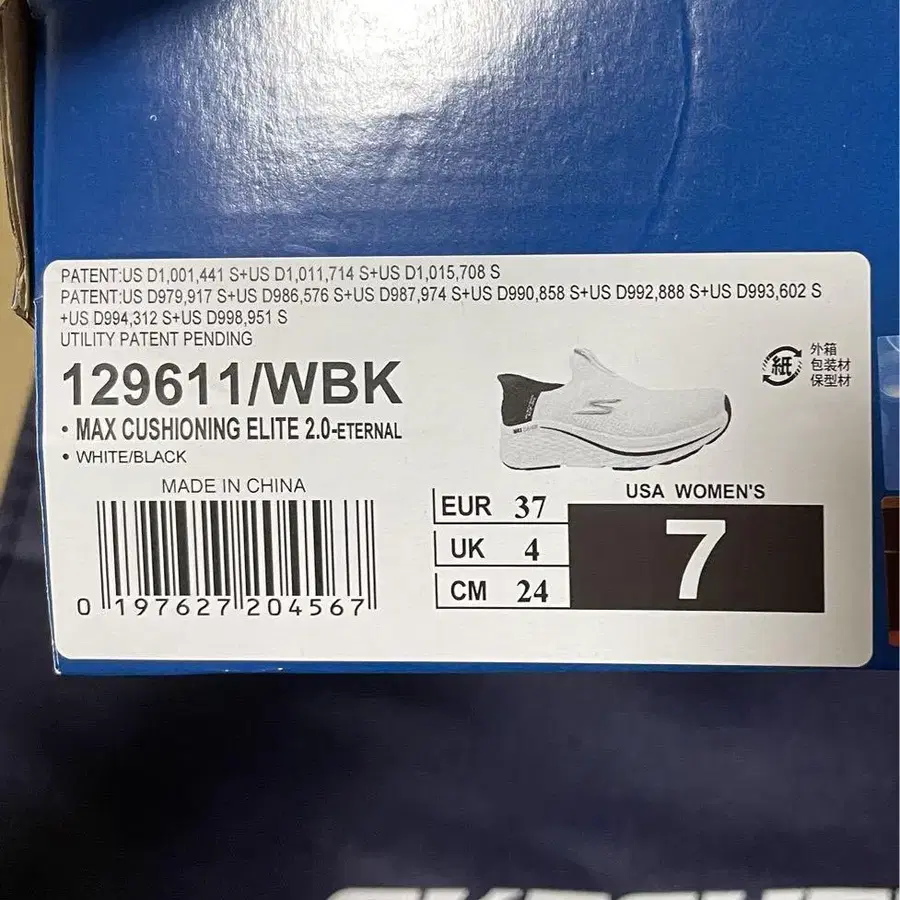 PATENT:US D1,001,441 S+US D1,011,714 S+US D1,015,708 S
PATENT:US D979,917 S+US D986,576 S+US D987,974 S+US D990,858 S+US D992,888 S+US D993,602 S
+US D994,312 S+US D998,951 S
UTILITY PATENT PENDING
129611/WBK
• MAX CUSHIONING ELITE 2.0-ETERNAL
• WHITE/BLACK
MADE IN CHINA
0 197627 204567
紙
外箱
包装材
保型材
EUR 37
UK 4
CM 24
USA WOMEN'S
7